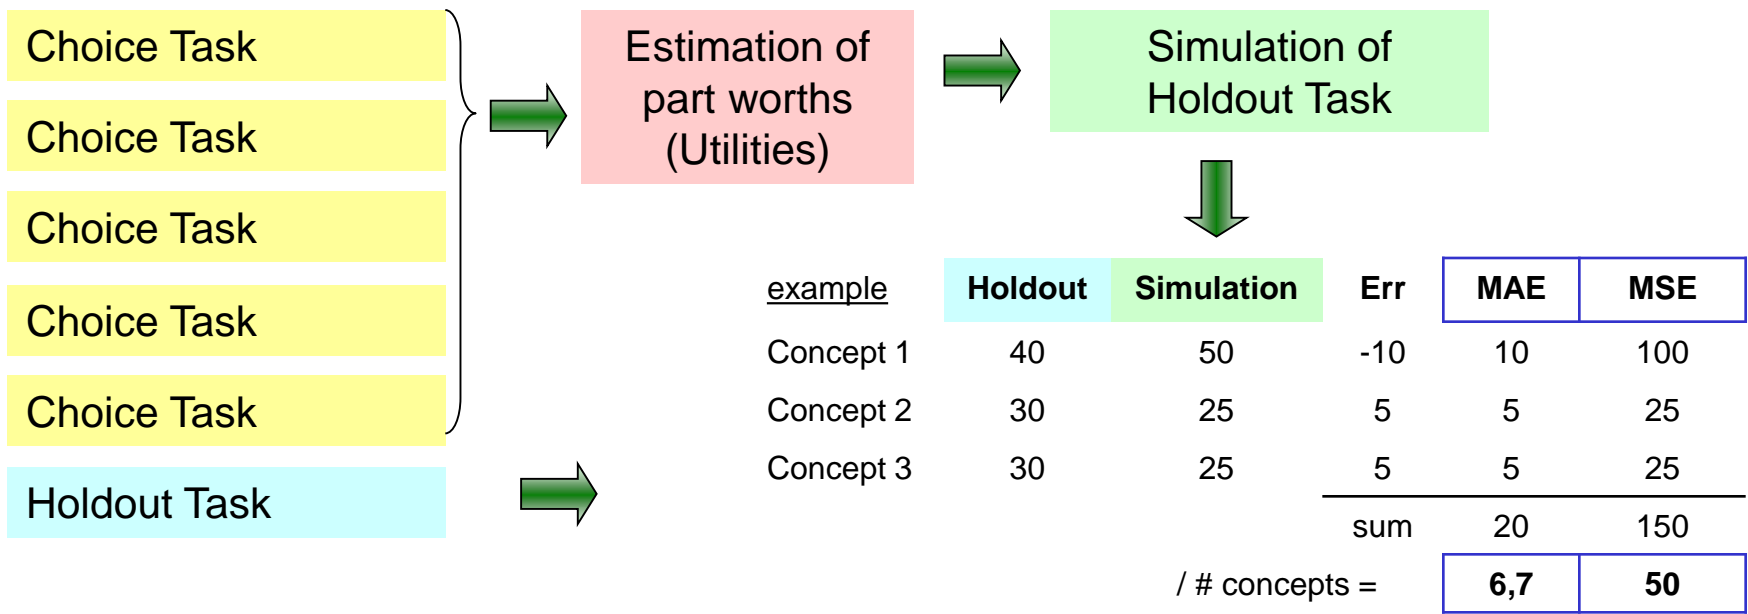 Choice Task
Choice Task
Choice Task
Choice Task
Choice Task
Holdout Task
Estimation of
part worths
(Utilities)
Simulation of
Holdout Task
example Holdout Simulation Err MAE MSE
Concept 1 40 50 -10 10 100
Concept 2 30 25 5 5 25
Concept 3 30 25 5 5 25
sum 20 150
/ # concepts = 6,7 50